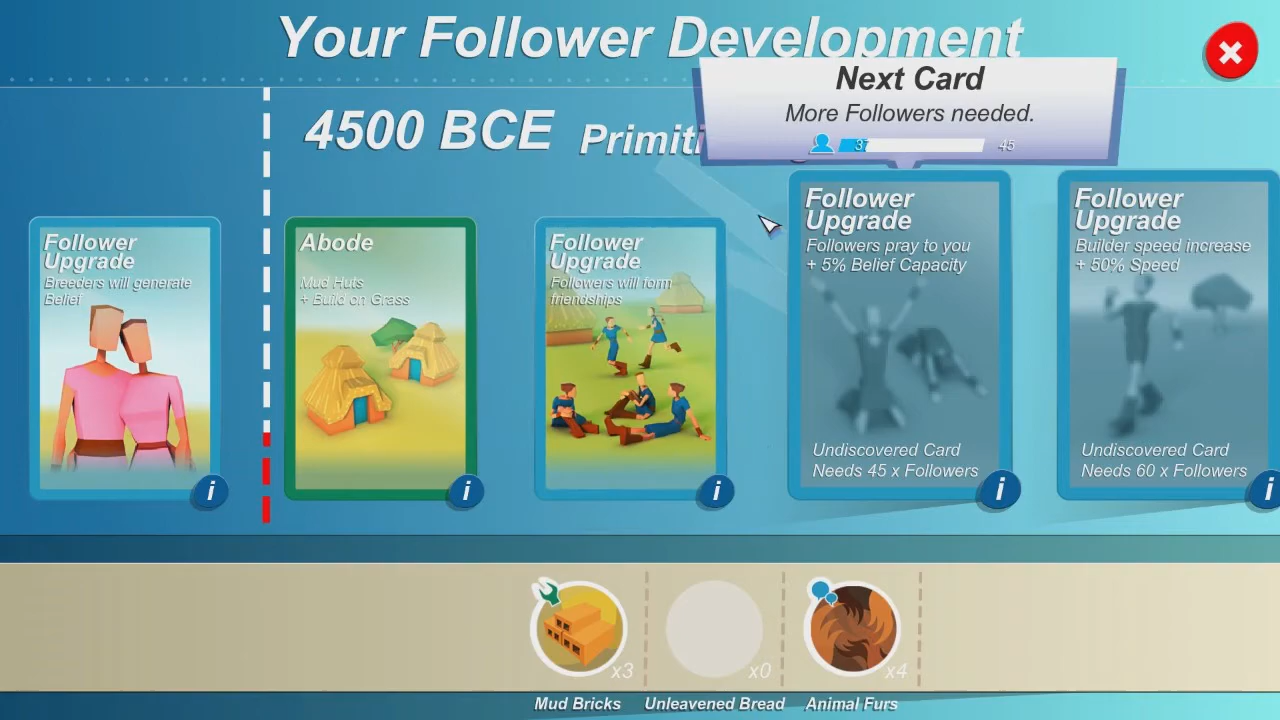 Your Follower Development
Next Card
More Followers needed.
37
45
4500 BCE
Follower
Upgrade
Breeders will generate
Belief
i
Abode
Mud Huts
+ Build on Grass
i
Follower
Upgrade
Followers will form
friendships
i
Follower
Upgrade
Followers pray to you
+ 5% Belief Capacity
Undiscovered Card
Needs 45 x Followers
i
Follower
Upgrade
Builder speed increase
+ 50% Speed
Undiscovered Card
Needs 60 x Followers
i
x3
x0
x4
Mud Bricks
Unleavened Bread
Animal Furs